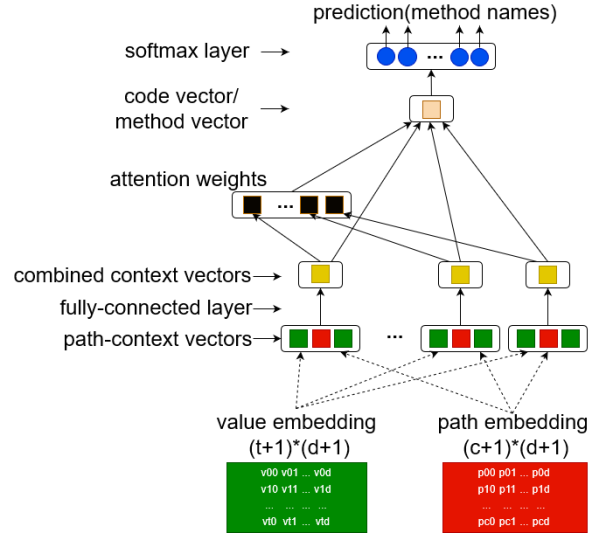 prediction(method names)
softmax layer
...
code vector/
method vector
attention weights
...
combined context vectors
fully-connected layer
path-context vectors
...
value embedding
(t+1)*(d+1)
v00 v01 ... v0d
v10 v11 ... v1d
... ... ... ...
vt0 vt1 ... vtd
path embedding
(c+1)*(d+1)
p00 p01 ... p0d
p10 p11 ... p1d
... ... ... ...
pc0 pc1 ... pcd